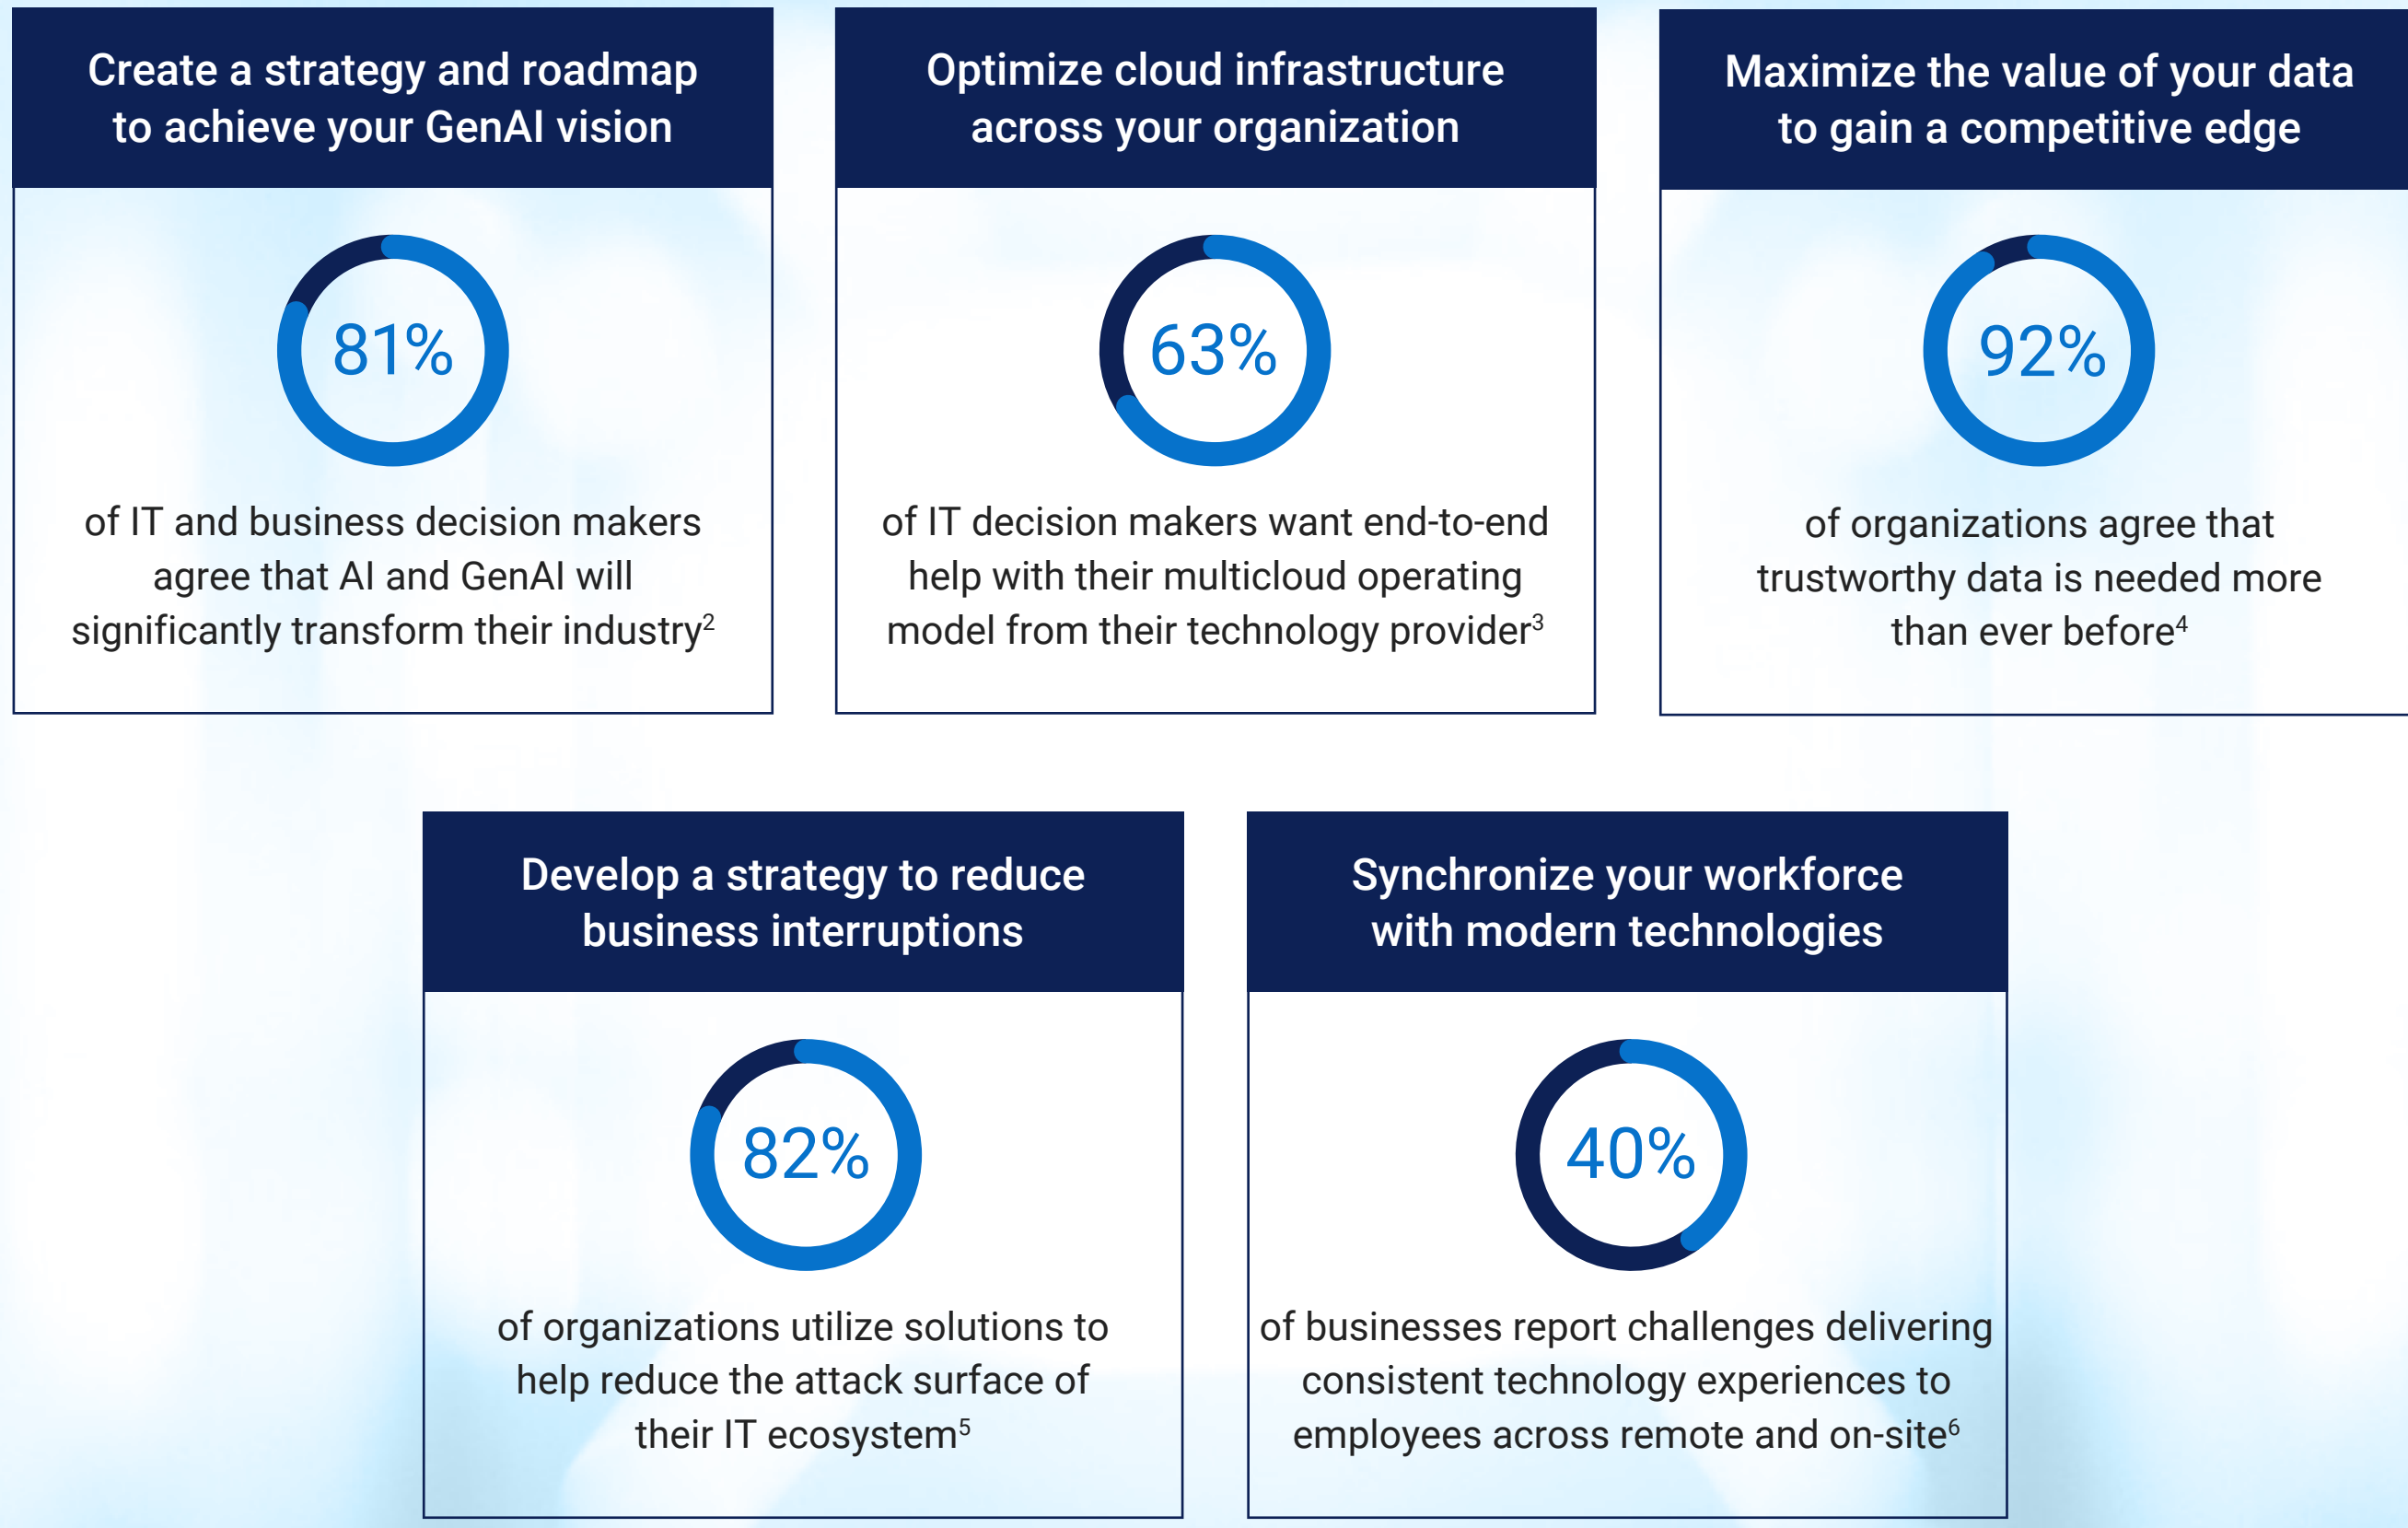 Create a strategy and roadmap
to achieve your GenAI vision
81%
of IT and business decision makers
agree that AI and GenAI will
significantly transform their industry²
Optimize cloud infrastructure
across your organization
63%
of IT decision makers want end-to-end
help with their multicloud operating
model from their technology provider³
Maximize the value of your data
to gain a competitive edge
92%
of organizations agree that
trustworthy data is needed more
than ever before⁴
Develop a strategy to reduce
business interruptions
82%
of organizations utilize solutions to
help reduce the attack surface of
their IT ecosystem⁵
Synchronize your workforce
with modern technologies
40%
of businesses report challenges delivering
consistent technology experiences to
employees across remote and on-site⁶